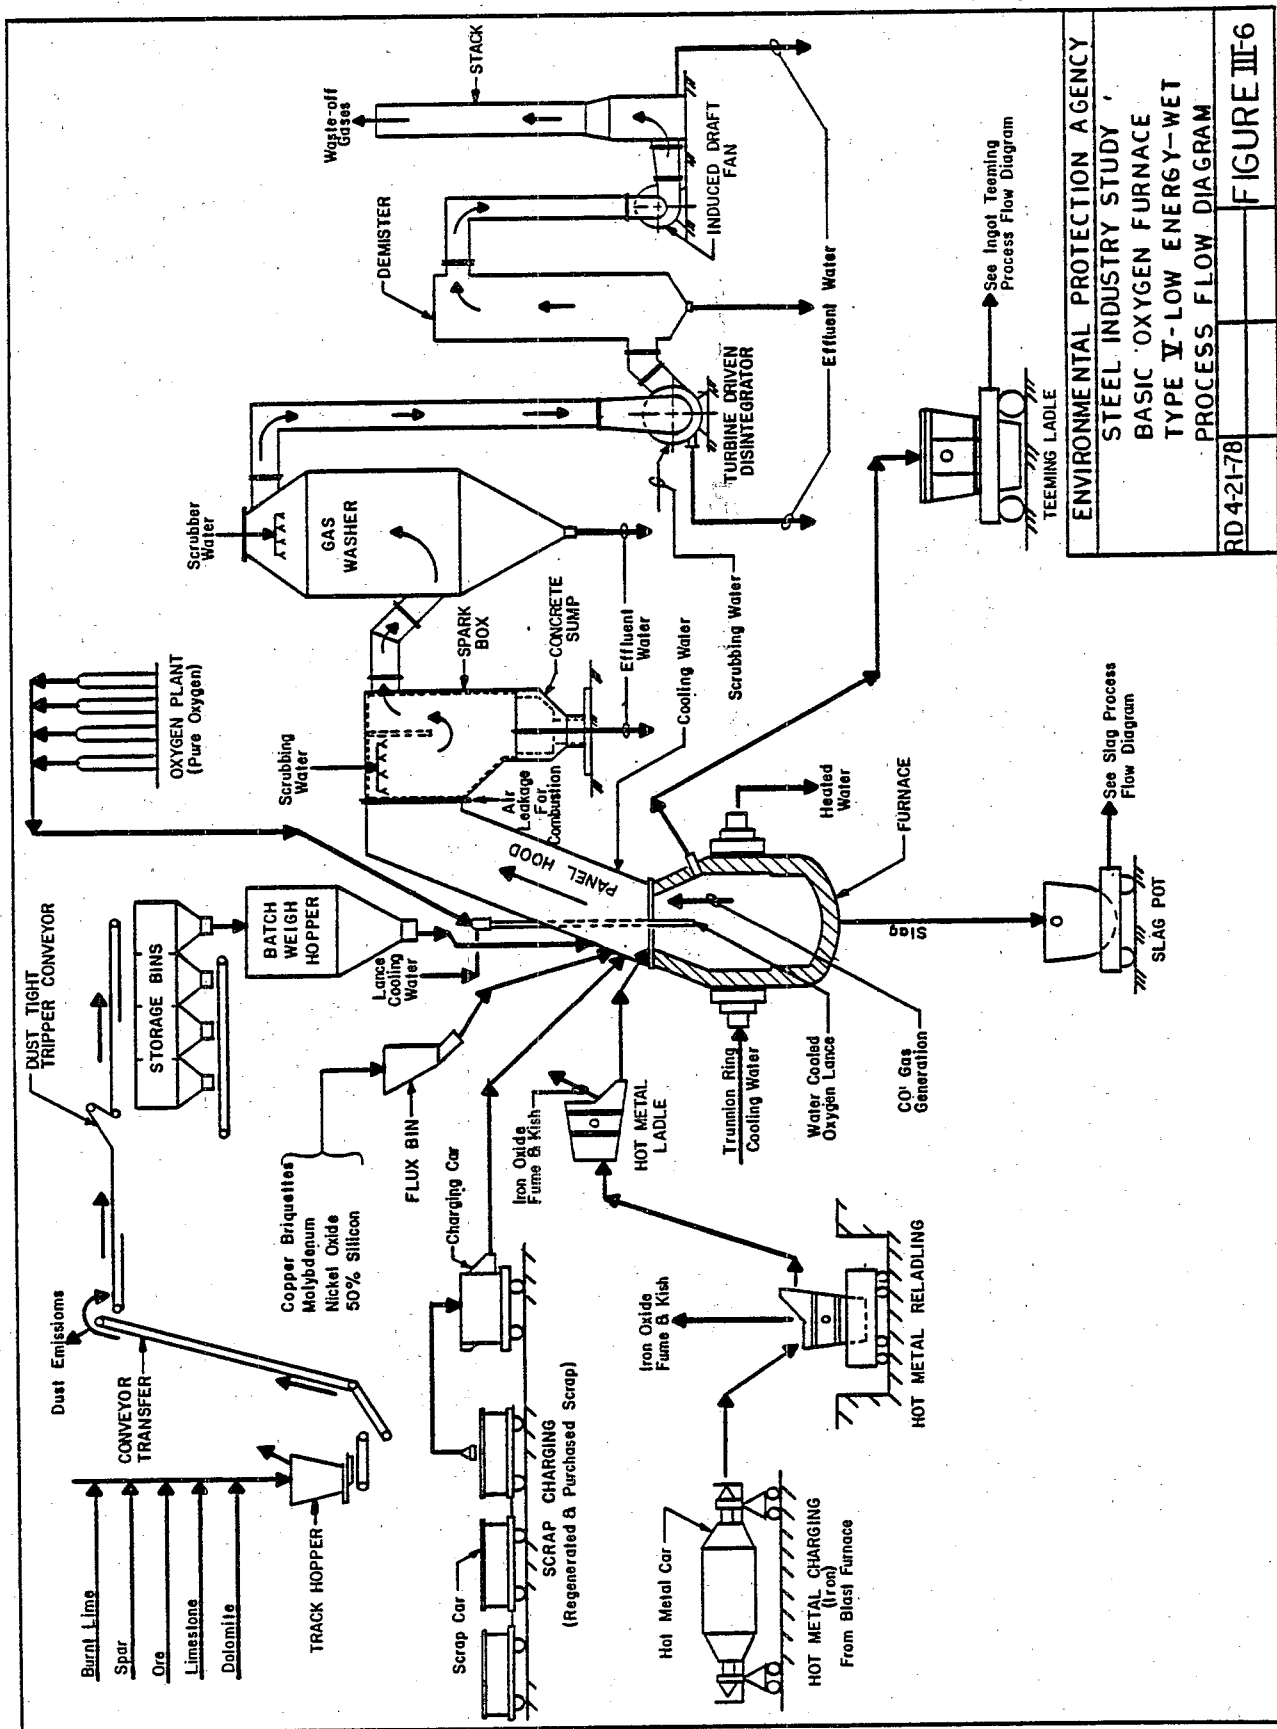 Burnt Lime
Spar
Ore
Limestone
Dolomite
TRACK HOPPER
Dust Emissioms
CONVEYOR
TRANSFER
DUST TIGHT
TRIPPER CONVEYOR
STORAGE BINS
BATCH
WEIGH
HOPPER
OXYGEN PLANT
(Pure Oxygen)
Copper Briquettes
Molybdenum
Nickel Oxide
50% Silicon
FLUX BIN
Lance
Cooling
Water
Scrap Car
SCRAP CHARGING
(Regenerated & Purchased Scrap)
Charging Car
Iron Oxide
Fume & Kish
HOT METAL
LADLE
Hot Metal Car
HOT METAL CHARGING
(Iron)
From Blast Furnace
Iron Oxide
Fume & Kish
HOT METAL RELADLING
Trunnion Ring
Cooling Water
Water Cooled
Oxygen Lance
CO' Gas
Generation
PANEL HOOD
Air
Leakage
For
Combustion
Scrubbing
Water
SPARK
BOX
CONCRETE
SUMP
Effluent
Water
Cooling Water
Scrubbing Water
Heated
Water
FURNACE
Slag
SLAG POT
See Slag Process
Flow Diagram
Scrubber
Water
GAS
WASHER
TURBINE DRIVEN
DISINTEGRATOR
DEMISTER
Waste-off
Gases
STACK
INDUCED DRAFT
FAN
Effluent Water
TEEMING LADLE
See Ingot Teeming
Process Flow Diagram
ENVIRONMENTAL PROTECTION AGENCY
STEEL INDUSTRY STUDY
BASIC OXYGEN FURNACE
TYPE V-LOW ENERGY-WET
PROCESS FLOW DIAGRAM
RD 4-21-78
FIGURE III-6